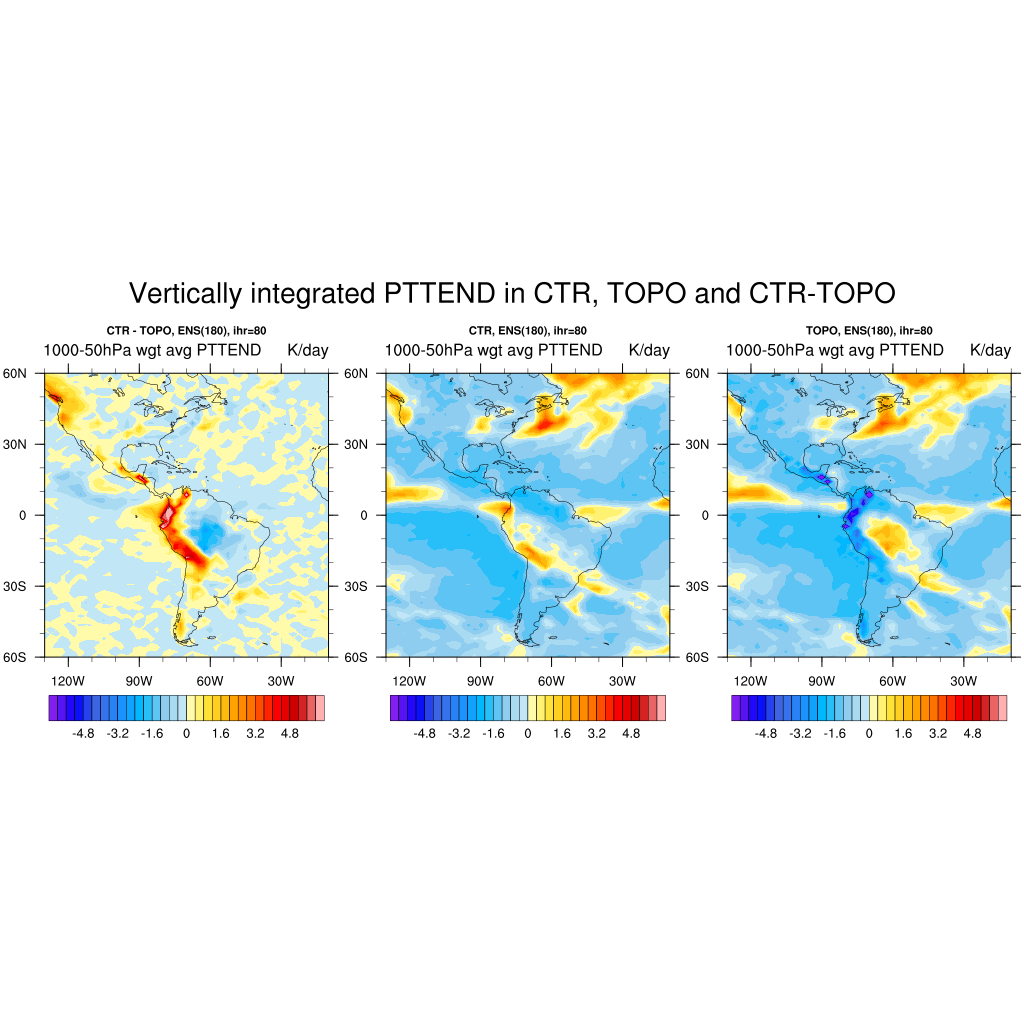 Vertically integrated PTTEND in CTR, TOPO and CTR-TOPO
CTR - TOPO, ENS(180), ihr=80
1000-50hPa wgt avg PTTEND K/day
60N
30N
0
30S
60S
120W 90W 60W 30W
-4.8 -3.2 -1.6 0 1.6 3.2 4.8
CTR, ENS(180), ihr=80
1000-50hPa wgt avg PTTEND K/day
60N
30N
0
30S
60S
120W 90W 60W 30W
-4.8 -3.2 -1.6 0 1.6 3.2 4.8
TOPO, ENS(180), ihr=80
1000-50hPa wgt avg PTTEND K/day
60N
30N
0
30S
60S
120W 90W 60W 30W
-4.8 -3.2 -1.6 0 1.6 3.2 4.8